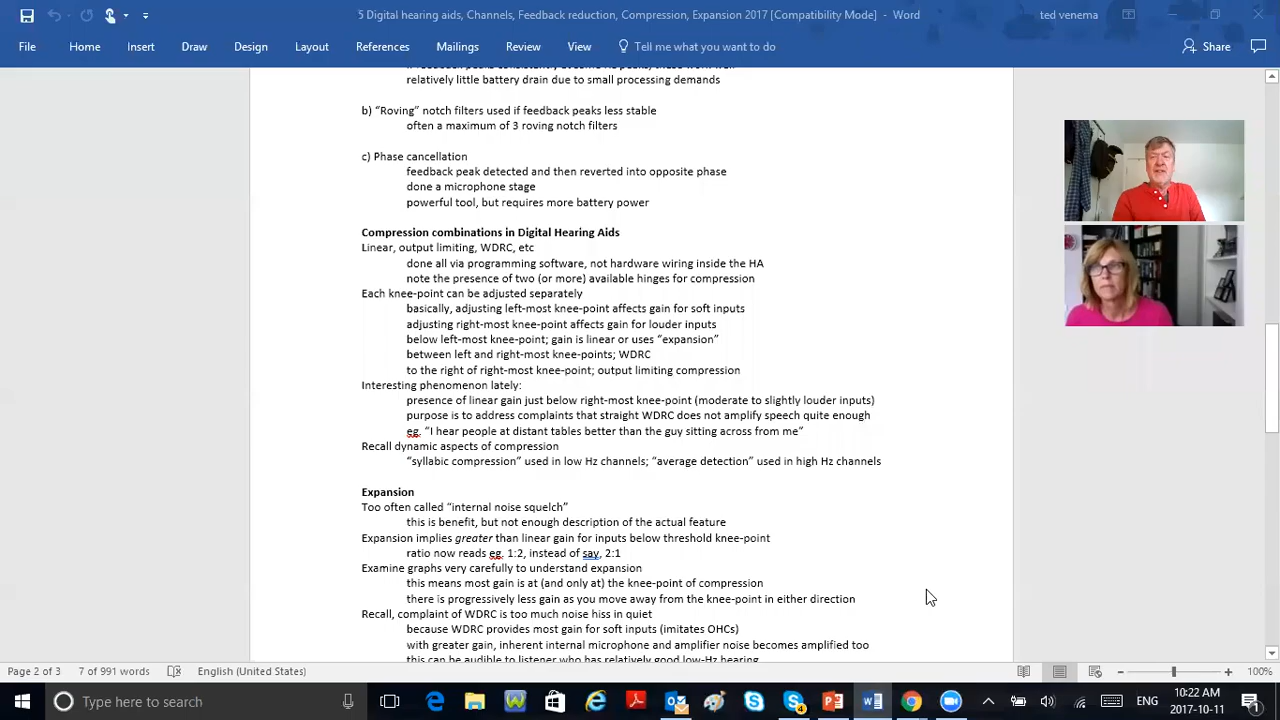 5 Digital hearing aids, Channels, Feedback reduction, Compression, Expansion 2017 [Compatibility Mode] - Word
ted venema
File Home Insert Draw Design Layout References Mailings Review View Tell me what you want to do Share
relatively little battery drain due to small processing demands
b) “Roving” notch filters used if feedback peaks less stable
often a maximum of 3 roving notch filters
c) Phase cancellation
feedback peak detected and then reverted into opposite phase
done a microphone stage
powerful tool, but requires more battery power
Compression combinations in Digital Hearing Aids
Linear, output limiting, WDRC, etc
done all via programming software, not hardware wiring inside the HA
note the presence of two (or more) available hinges for compression
Each knee-point can be adjusted separately
basically, adjusting left-most knee-point affects gain for soft inputs
adjusting right-most knee-point affects gain for louder inputs
below left-most knee-point; gain is linear or uses “expansion”
between left and right-most knee-points; WDRC
to the right of right-most knee-point; output limiting compression
Interesting phenomenon lately:
presence of linear gain just below right-most knee-point (moderate to slightly louder inputs)
purpose is to address complaints that straight WDRC does not amplify speech quite enough
eg. “I hear people at distant tables better than the guy sitting across from me”
Recall dynamic aspects of compression
“syllabic compression” used in low Hz channels; “average detection” used in high Hz channels
Expansion
Too often called “internal noise squelch”
this is benefit, but not enough description of the actual feature
Expansion implies greater than linear gain for inputs below threshold knee-point
ratio now reads eg. 1:2, instead of say, 2:1
Examine graphs very carefully to understand expansion
this means most gain is at (and only at) the knee-point of compression
there is progressively less gain as you move away from the knee-point in either direction
Recall, complaint of WDRC is too much noise hiss in quiet
because WDRC provides most gain for soft inputs (imitates OHCs)
with greater gain, inherent internal microphone and amplifier noise becomes amplified too
this can be audible to listener who has relatively good low-Hz hearing
Page 2 of 3 7 of 991 words English (United States) 100%
Type here to search
ENG
10:22 AM
2017-10-11